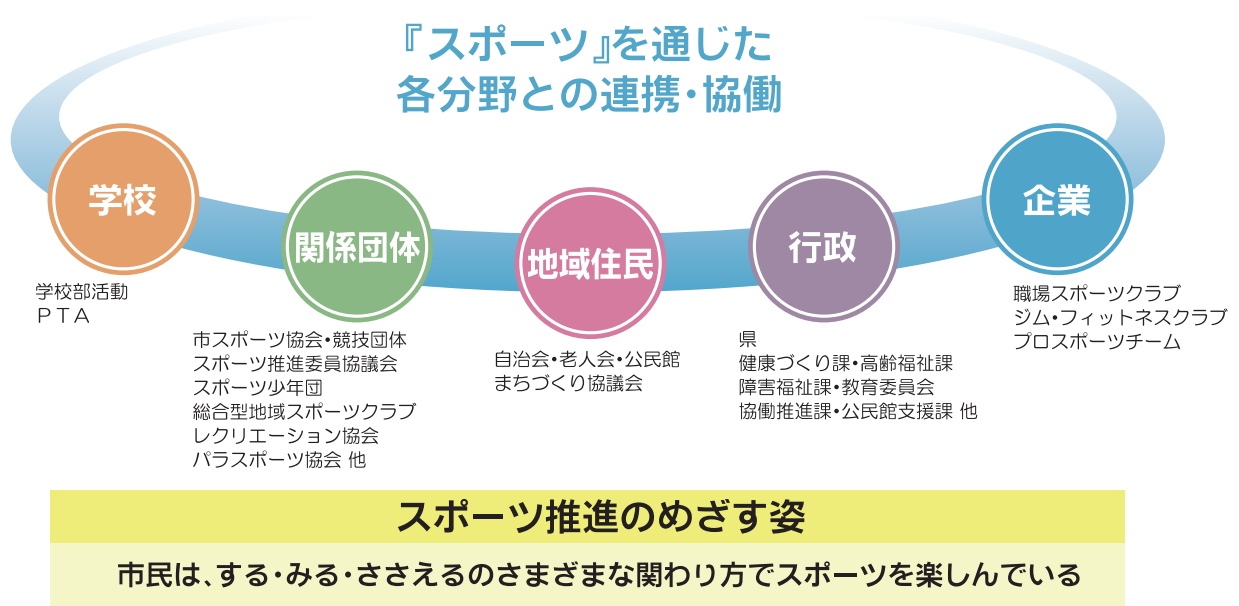 『スポーツ』を通じた
各分野との連携・協働
学校
学校部活動
ＰＴＡ
関係団体
市スポーツ協会・競技団体
スポーツ推進委員協議会
スポーツ少年団
総合型地域スポーツクラブ
レクリエーション協会
パラスポーツ協会 他
地域住民
自治会・老人会・公民館
まちづくり協議会
行政
県
健康づくり課・高齢福祉課
障害福祉課・教育委員会
協働推進課・公民館支援課 他
企業
職場スポーツクラブ
ジム・フィットネスクラブ
プロスポーツチーム
スポーツ推進のめざす姿
市民は、する・みる・ささえるのさまざまな関わり方でスポーツを楽しんでいる